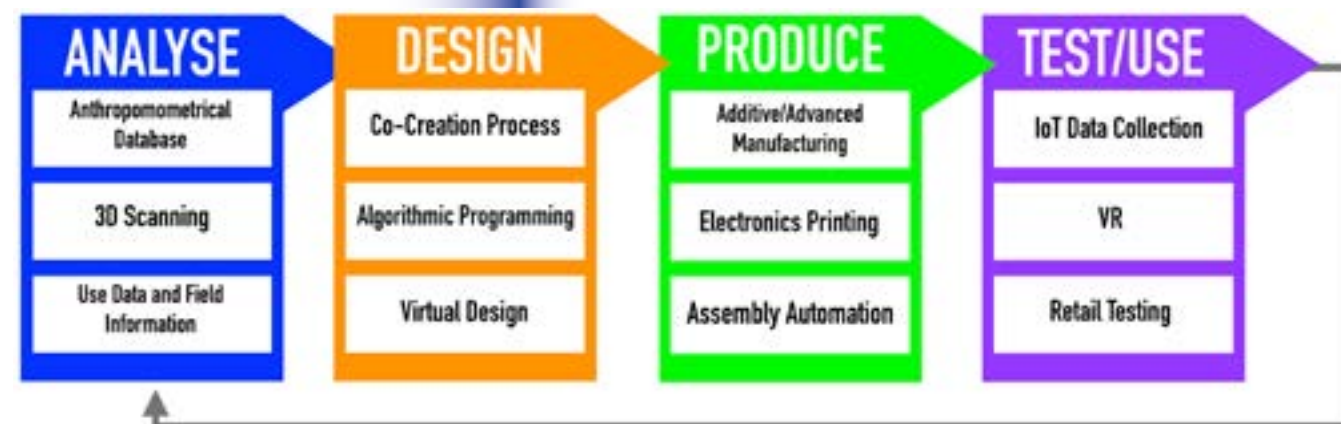 ANALYSE
Anthropomometrical
Database
3D Scanning
Use Data and Field
Information
DESIGN
Co-Creation Process
Algorithmic Programming
Virtual Design
PRODUCE
Additive/Advanced
Manufacturing
Electronics Printing
Assembly Automation
TEST/USE
IoT Data Collection
VR
Retail Testing